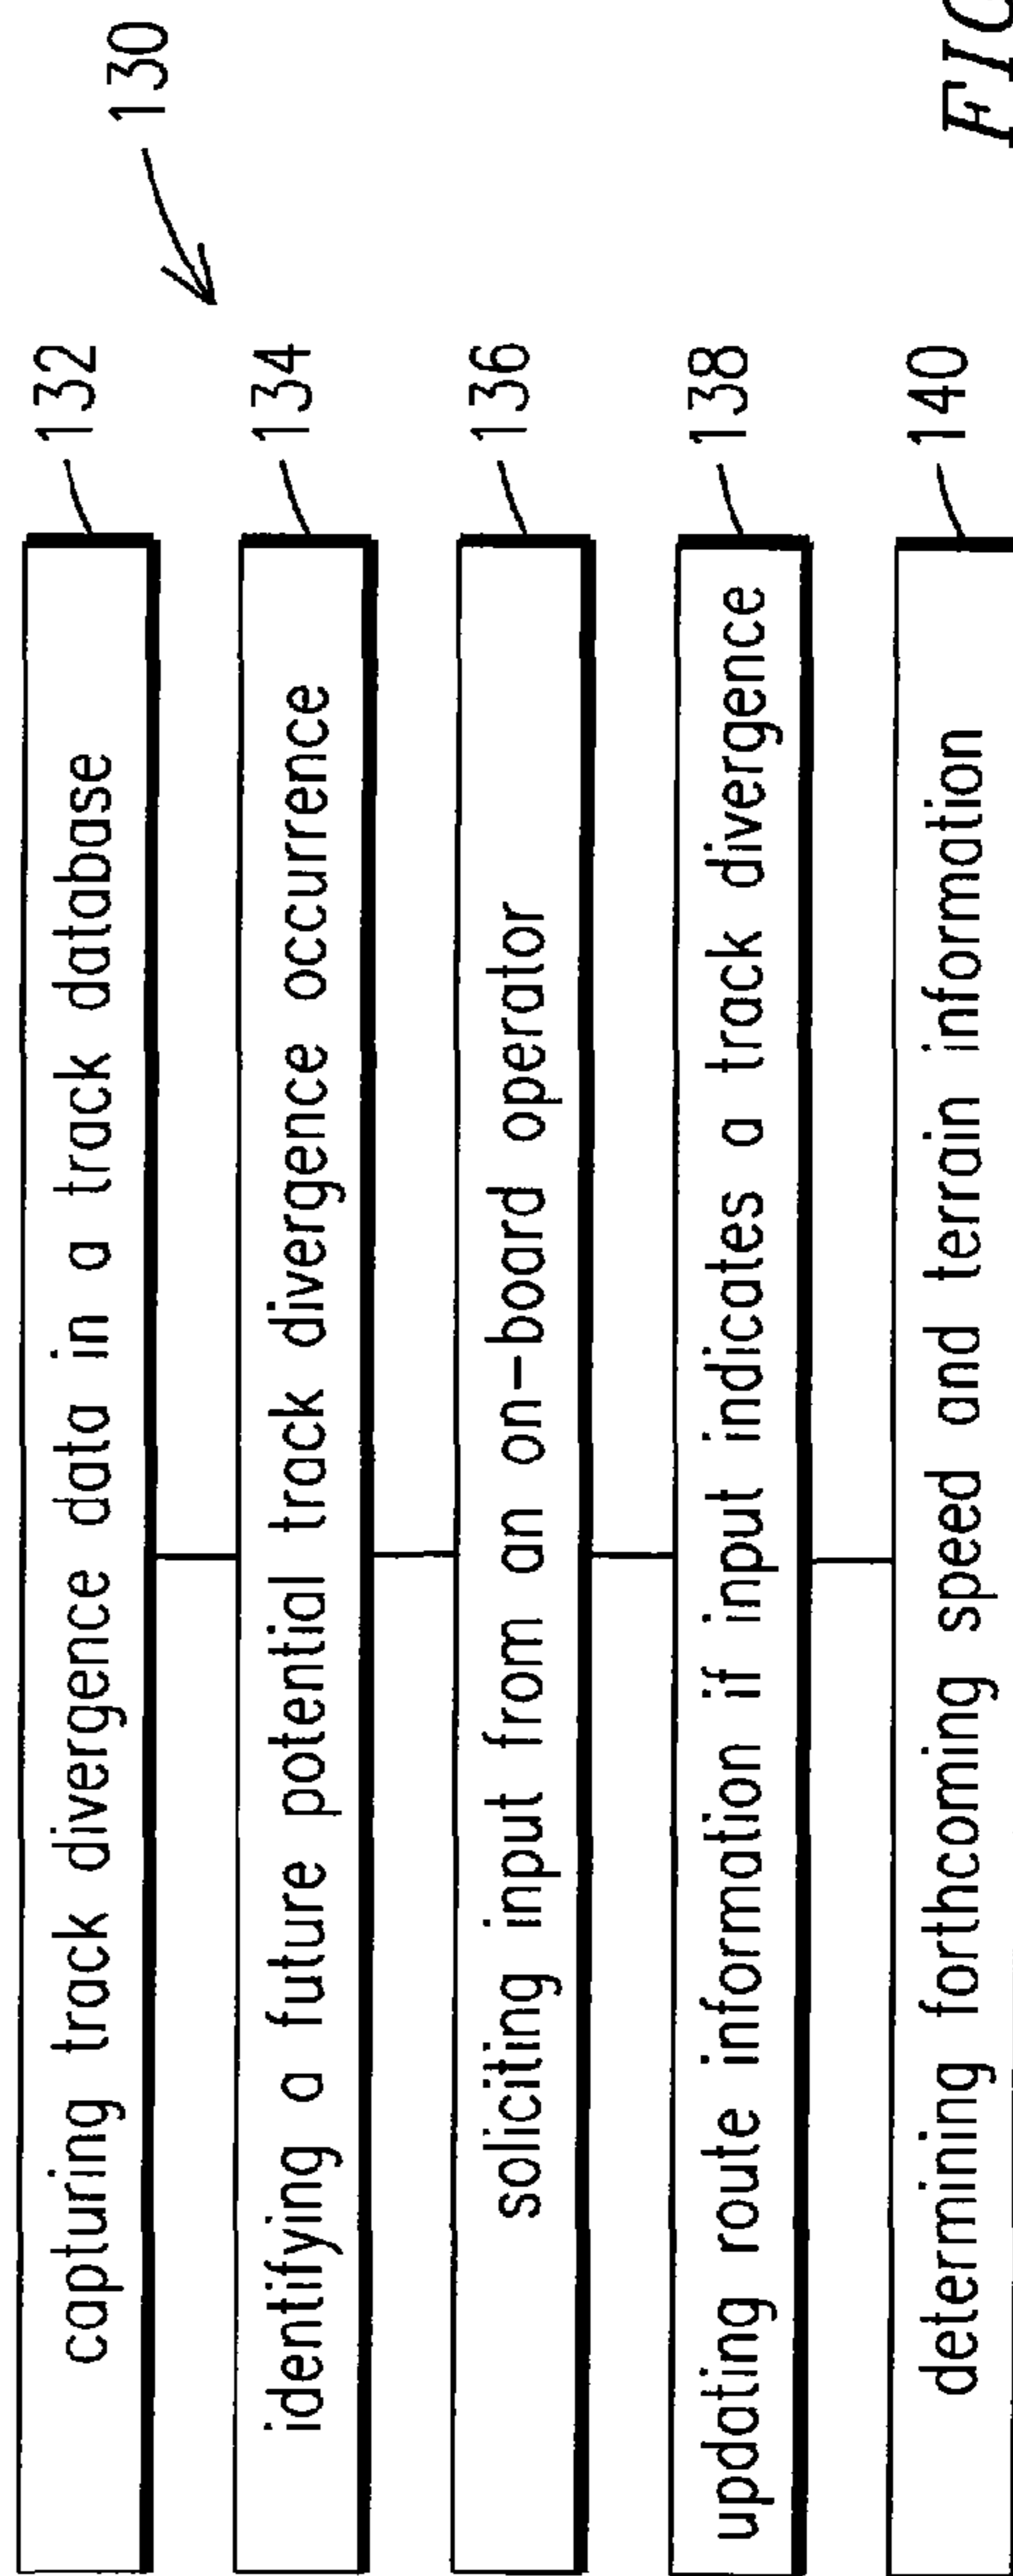 130
capturing track divergence data in a track database
132
identifying a future potential track divergence occurrence
134
soliciting input from an on-board operator
136
updating route information if input indicates a track divergence
138
determining forthcoming speed and terrain information
140